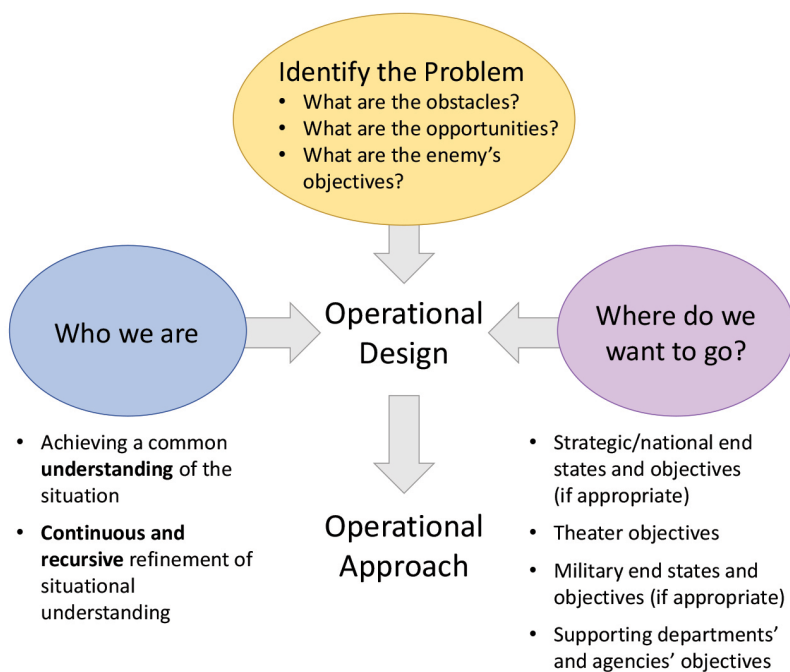 Identify the Problem
• What are the obstacles?
• What are the opportunities?
• What are the enemy's
objectives?
Who we are
Operational
Design
Where do we
want to go?
• Achieving a common
understanding of the
situation
• Continuous and
recursive refinement of
situational
understanding
Operational
Approach
• Strategic/national end
states and objectives
(if appropriate)
• Theater objectives
• Military end states and
objectives (if appropriate)
• Supporting departments'
and agencies' objectives